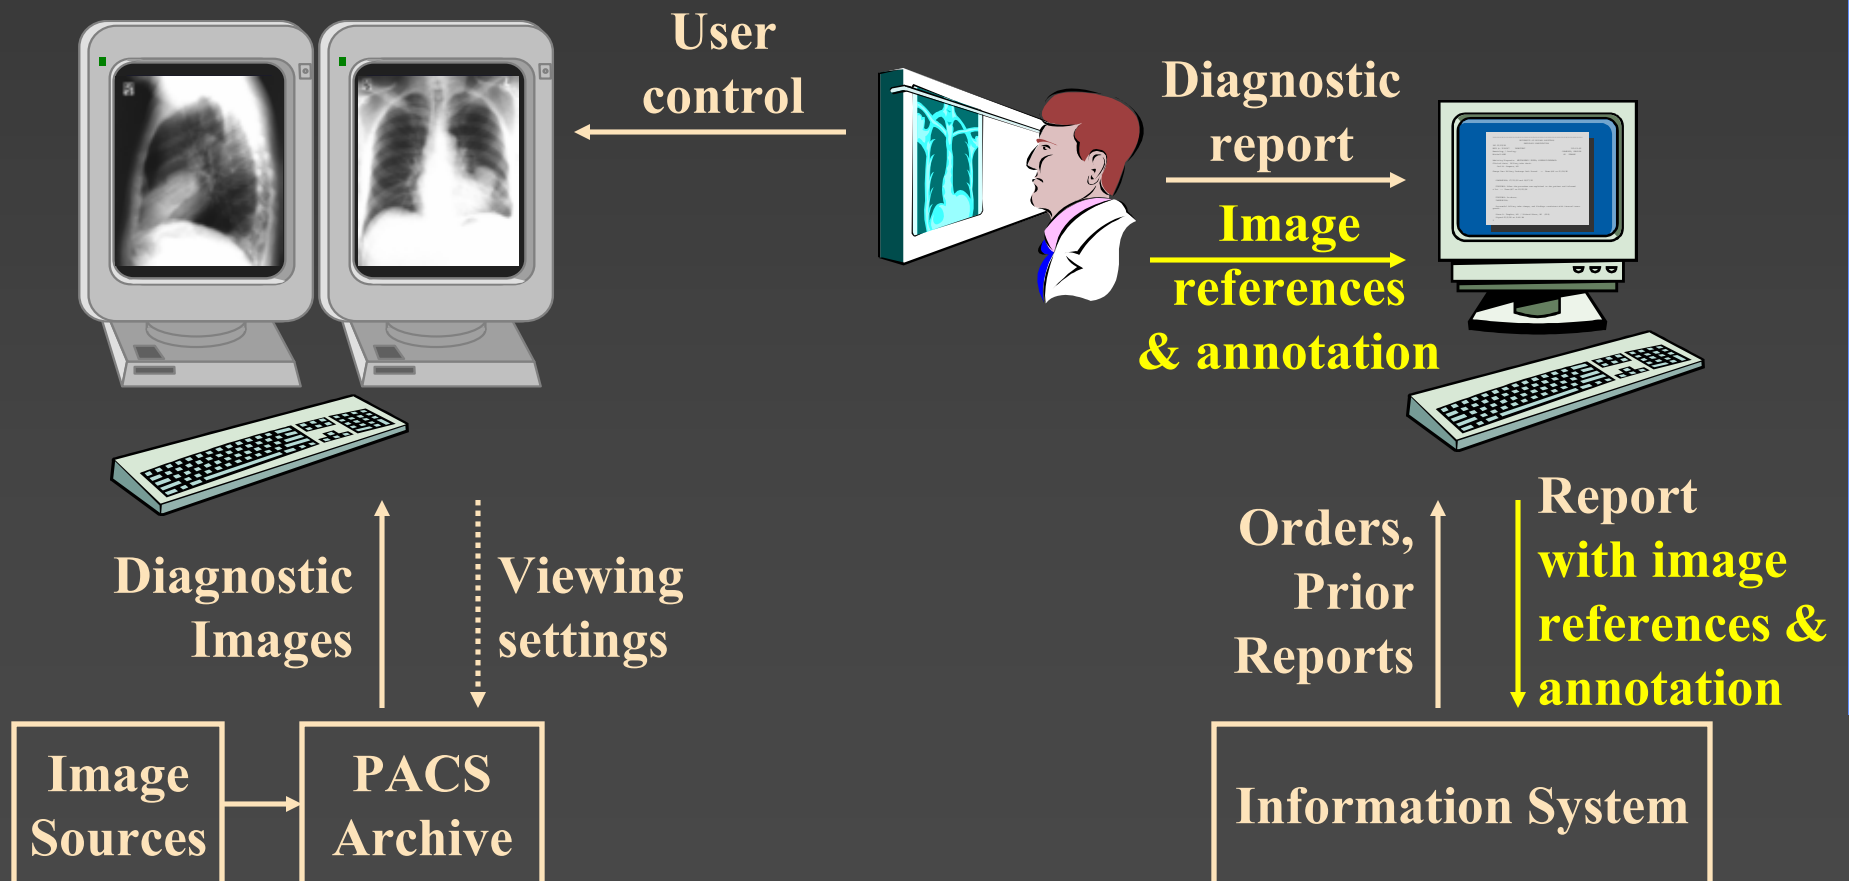 User
control
Diagnostic
report
Image
references
& annotation
Diagnostic
Images
Viewing
settings
Orders,
Prior
Reports
Report
with image
references &
annotation
Image
Sources
PACS
Archive
Information System